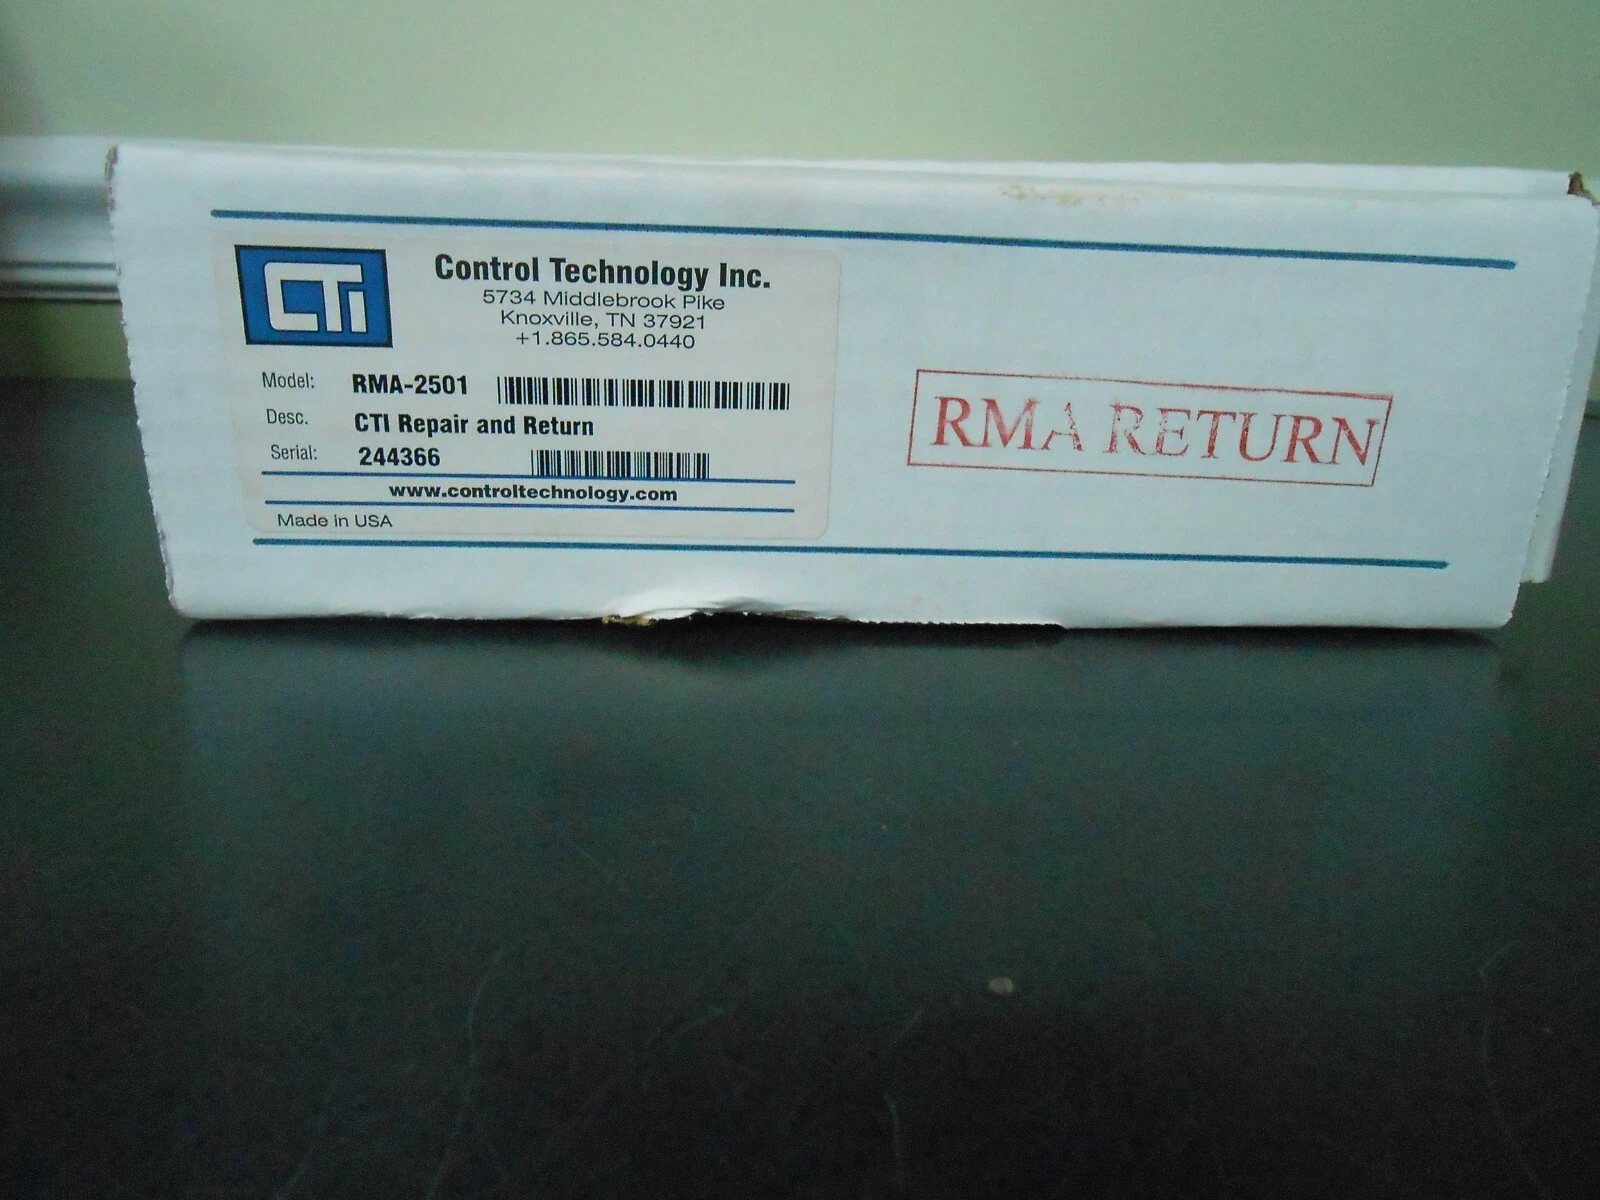 CTi
Control Technology Inc.
5734 Middlebrook Pike
Knoxville, TN 37921
+1.865.584.0440
Model: RMA-2501
Desc. CTI Repair and Return
Serial: 244366
www.controltechnology.com
Made in USA
RMA RETURN